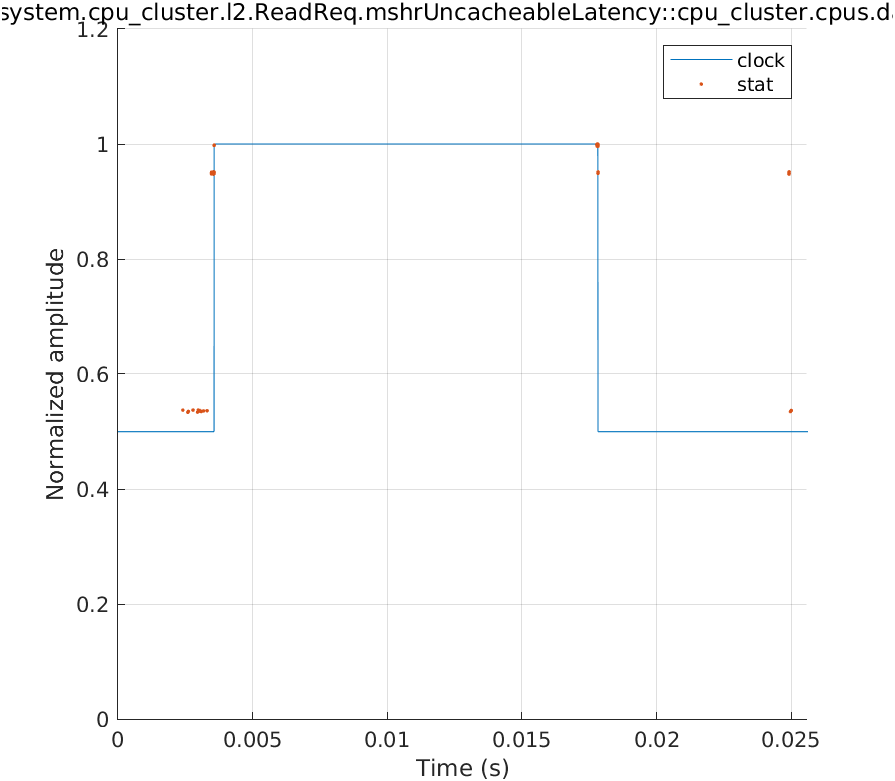 system.cpu_cluster.l2.ReadReq.mshrUncacheableLatency::cpu_cluster.cpus.d
1.2
clock
stat
1
0.8
0.6
0.4
0.2
0
Normalized amplitude
0
0.005
0.01
0.015
0.02
0.025
Time (s)